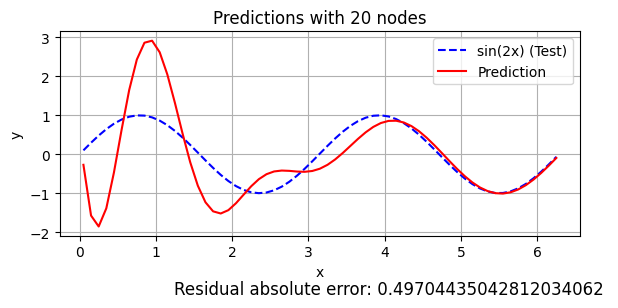 Predictions with 20 nodes
3
2
1
0
−1
−2
y
sin(2x) (Test)
Prediction
0 1 2 3 4 5 6
x
Residual absolute error: 0.49704435042812034062